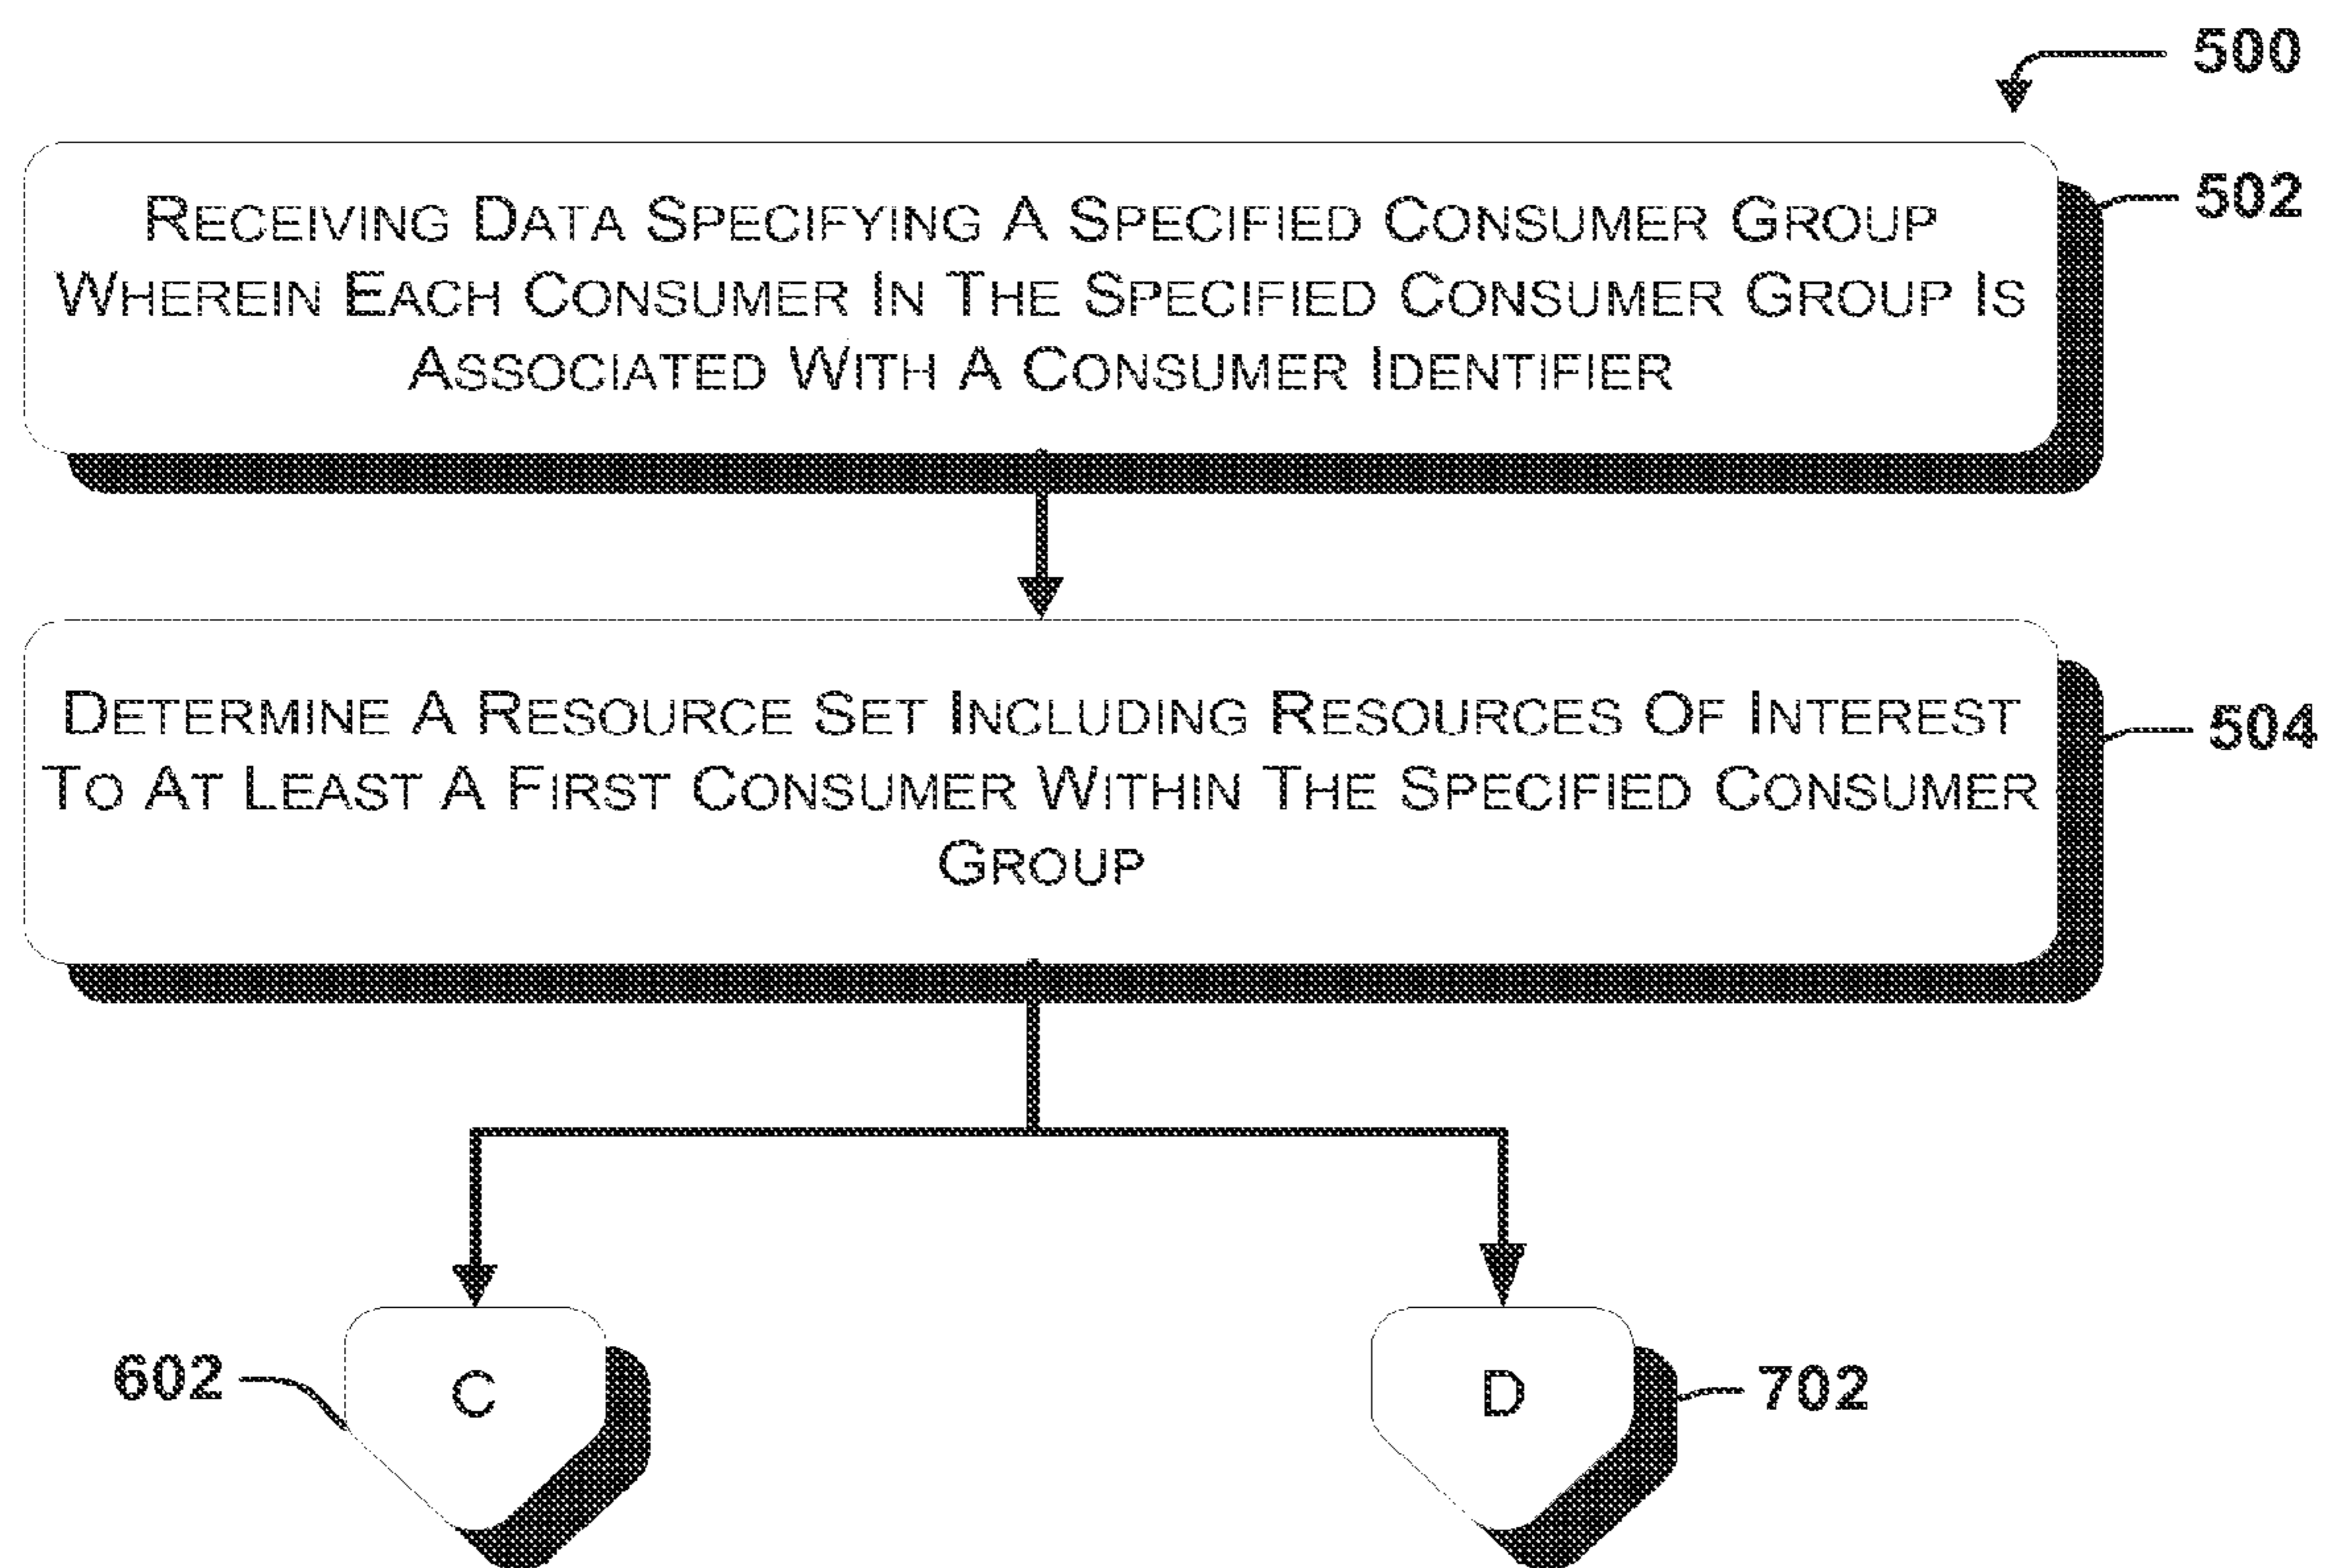 500
RECEIVING DATA SPECIFYING A SPECIFIED CONSUMER GROUP
WHEREIN EACH CONSUMER IN THE SPECIFIED CONSUMER GROUP IS
ASSOCIATED WITH A CONSUMER IDENTIFIER
502
DETERMINE A RESOURCE SET INCLUDING RESOURCES OF INTEREST
TO AT LEAST A FIRST CONSUMER WITHIN THE SPECIFIED CONSUMER
GROUP
504
602
C
D
702